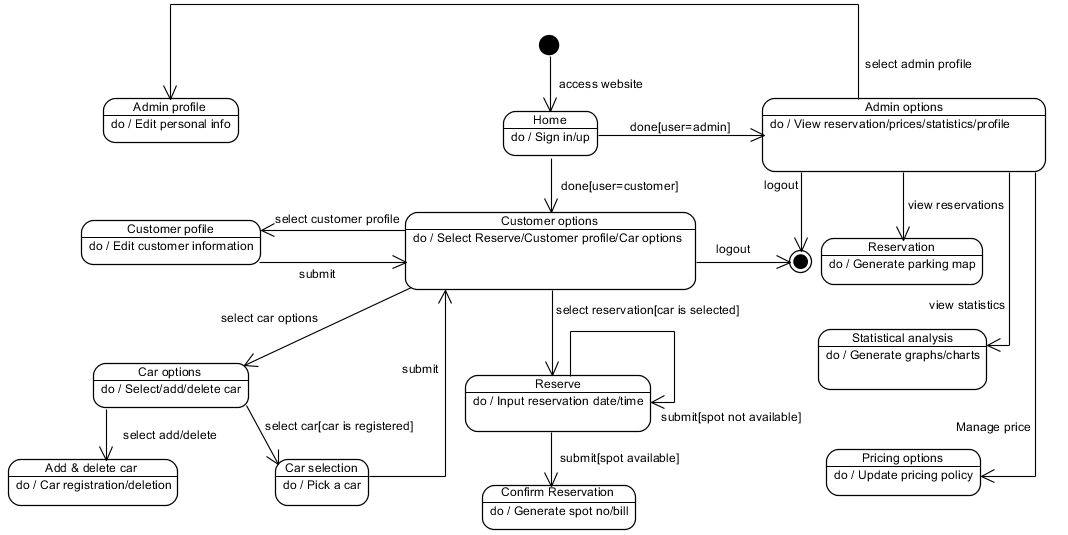 select admin profile
access website
Admin profile
do / Edit personal info
Home
do / Sign in/up
done[user=admin]
Admin options
do / View reservation/prices/statistics/profile
done[user=customer]
logout
view reservations
select customer profile
Customer pofile
do / Edit customer information
submit
Customer options
do / Select Reserve/Customer profile/Car options
logout
Reservation
do / Generate parking map
select car options
select reservation[car is selected]
view statistics
Statistical analysis
do / Generate graphs/charts
submit
Car options
do / Select/add/delete car
Reserve
do / Input reservation date/time
submit[spot not available]
select add/delete
select car[car is registered]
Manage price
submit[spot available]
Add & delete car
do / Car registration/deletion
Car selection
do / Pick a car
Pricing options
do / Update pricing policy
Confirm Reservation
do / Generate spot no/bill